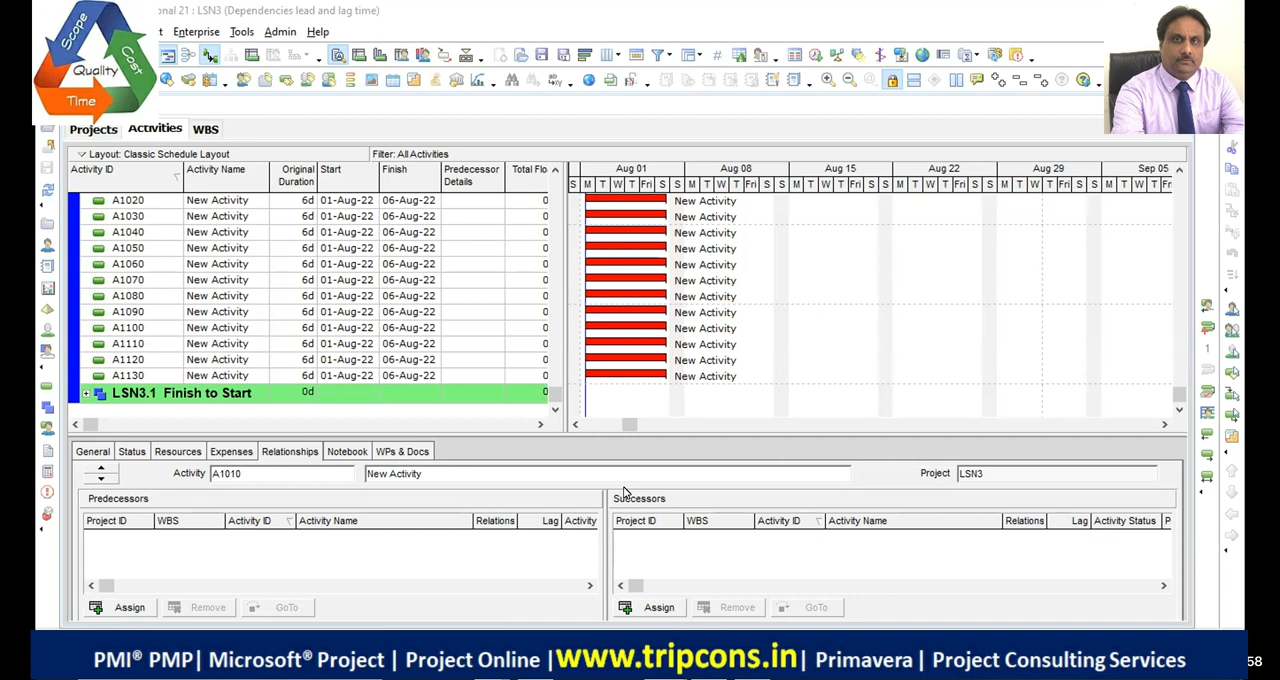 onal 21 : LSN3 (Dependencies lead and lag time)
Scope
Cost
Quality
Time
t Enterprise Tools Admin Help
Projects Activities WBS
Layout: Classic Schedule Layout Filter: All Activities
Activity ID Activity Name Original Duration Start Finish Predecessor Details Total Flo
Aug 01 Aug 08 Aug 15 Aug 22 Aug 29 Sep 05
S M T W T Fri S S M T W T Fri S S M T W T Fri S S M T W T Fri S S M T W T Fri S S M T W T Fr
A1020 New Activity 6d 01-Aug-22 06-Aug-22 0 New Activity
A1030 New Activity 6d 01-Aug-22 06-Aug-22 0 New Activity
A1040 New Activity 6d 01-Aug-22 06-Aug-22 0 New Activity
A1050 New Activity 6d 01-Aug-22 06-Aug-22 0 New Activity
A1060 New Activity 6d 01-Aug-22 06-Aug-22 0 New Activity
A1070 New Activity 6d 01-Aug-22 06-Aug-22 0 New Activity
A1080 New Activity 6d 01-Aug-22 06-Aug-22 0 New Activity
A1090 New Activity 6d 01-Aug-22 06-Aug-22 0 New Activity
A1100 New Activity 6d 01-Aug-22 06-Aug-22 0 New Activity
A1110 New Activity 6d 01-Aug-22 06-Aug-22 0 New Activity
A1120 New Activity 6d 01-Aug-22 06-Aug-22 0 New Activity
A1130 New Activity 6d 01-Aug-22 06-Aug-22 0 New Activity
LSN3.1 Finish to Start 0d 0
General Status Resources Expenses Relationships Notebook WPs & Docs
Activity A1010 New Activity Project LSN3
Predecessors Successors
Project ID WBS Activity ID Activity Name Relations Lag Activity
Project ID WBS Activity ID Activity Name Relations Lag Activity Status P
Assign Remove GoTo Assign Remove GoTo
PMI® PMP| Microsoft® Project | Project Online |www.tripcons.in| Primavera | Project Consulting Services
58